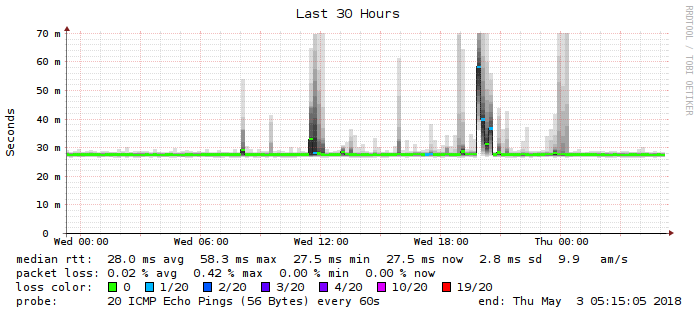 Last 30 Hours
RRDTOOL / TOBI OETIKER
Seconds
70 m
60 m
50 m
40 m
30 m
20 m
10 m
0
Wed 00:00 Wed 06:00 Wed 12:00 Wed 18:00 Thu 00:00
median rtt: 28.0 ms avg 58.3 ms max 27.5 ms min 27.5 ms now 2.8 ms sd 9.9 am/s
packet loss: 0.02 % avg 0.42 % max 0.00 % min 0.00 % now
loss color: 0 1/20 2/20 3/20 4/20 10/20 19/20
probe: 20 ICMP Echo Pings (56 Bytes) every 60s end: Thu May 3 05:15:05 2018